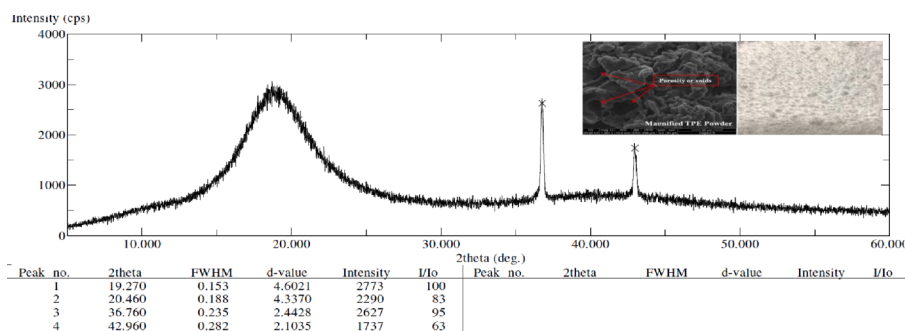 Intensity (cps)
4000
3000
2000
1000
0
10.000 20.000 30.000 40.000 50.000 60.000
2theta (deg.)
Porosity or voids
Magnified TPE Powder
Peak no. 2theta FWHM d-value Intensity I/Io Peak no. 2theta FWHM d-value Intensity I/Io
1 19.270 0.153 4.6021 2773 100
2 20.460 0.188 4.3370 2290 83
3 36.760 0.235 2.4428 2627 95
4 42.960 0.282 2.1035 1737 63